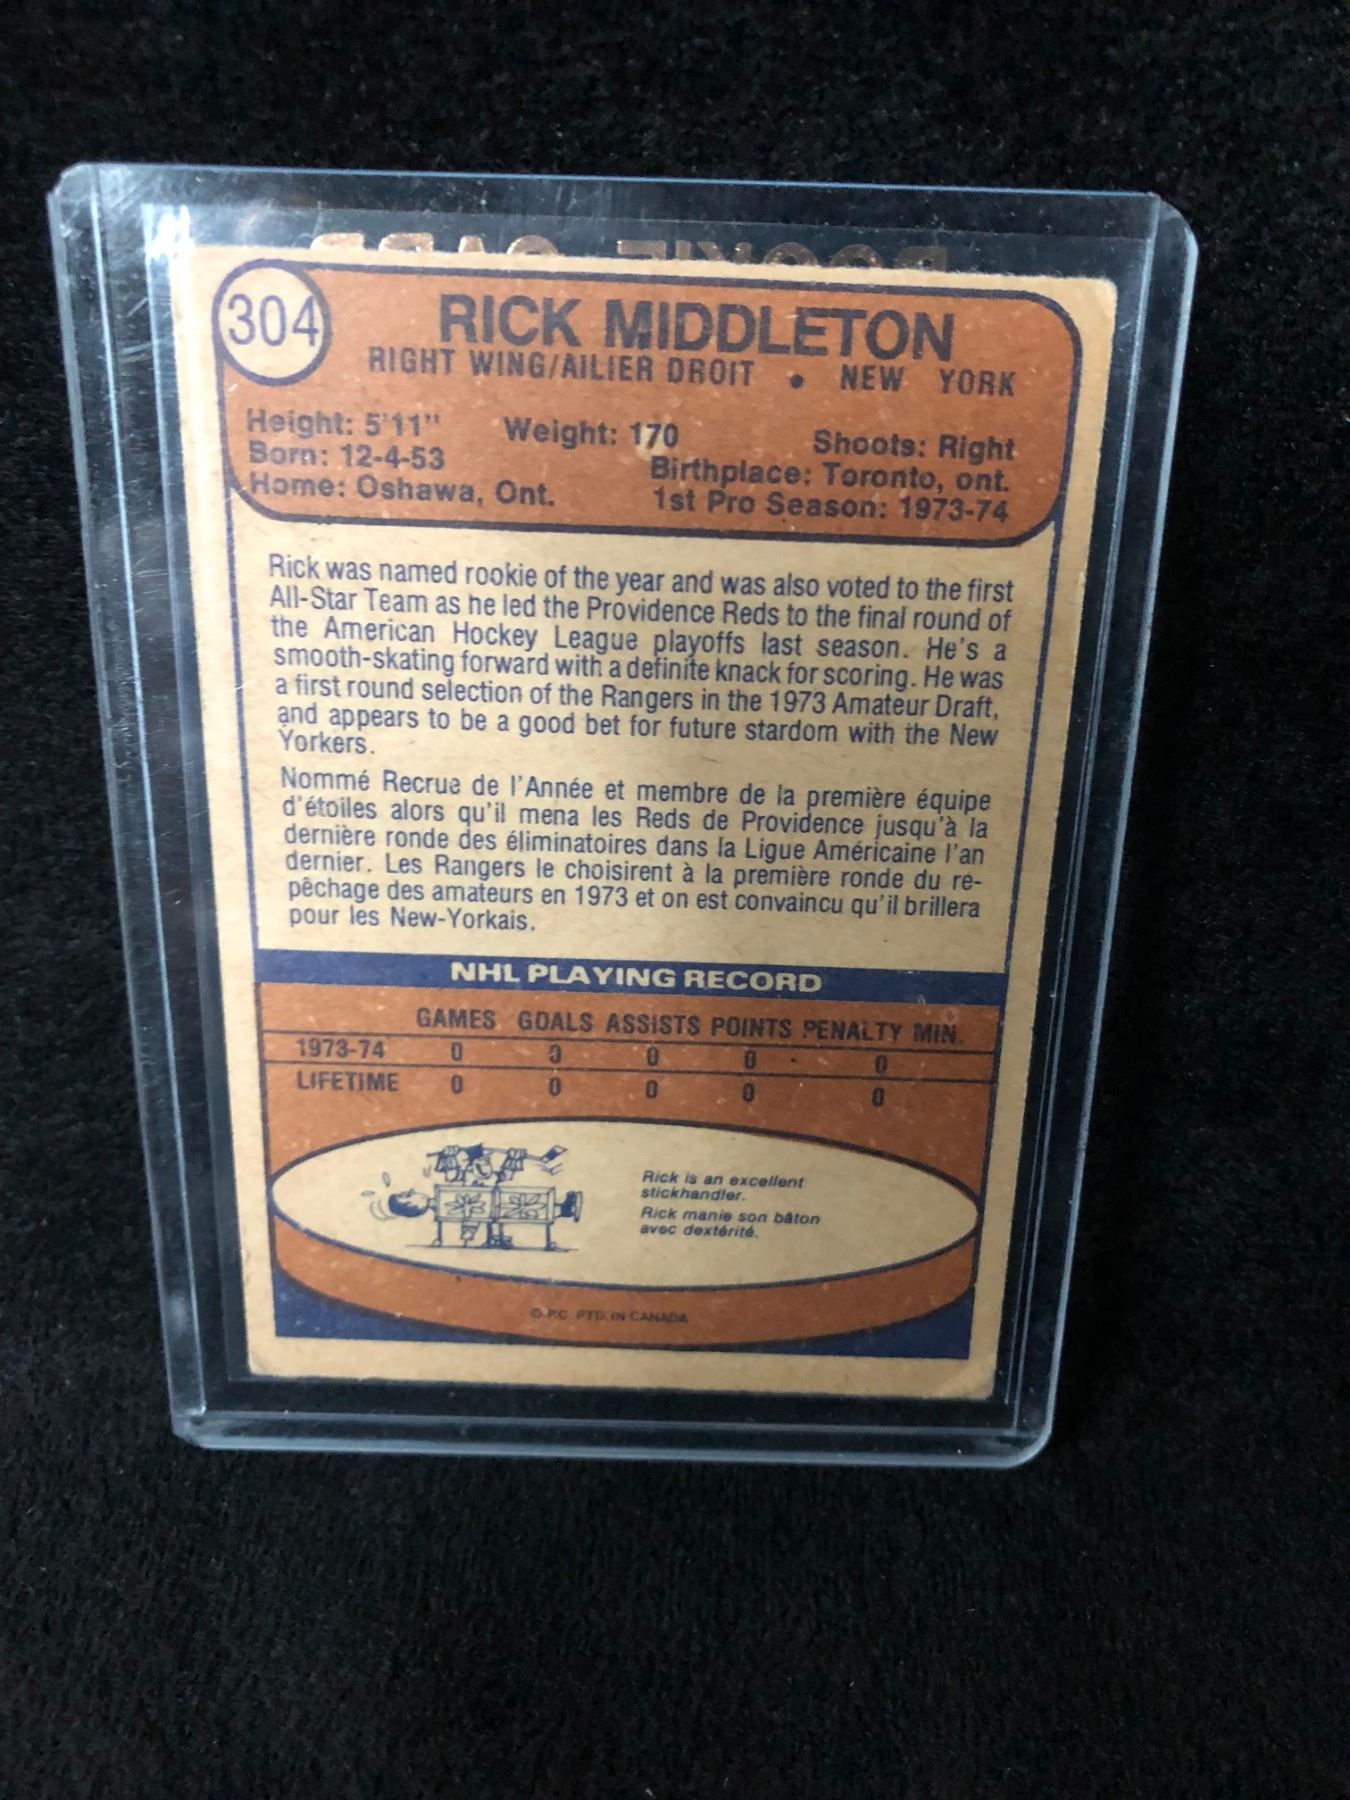 ROOKIE CARD
304
RICK MIDDLETON
RIGHT WING/AILIER DROIT • NEW YORK
Height: 5'11" Weight: 170 Shoots: Right
Born: 12-4-53 Birthplace: Toronto, ont.
Home: Oshawa, Ont. 1st Pro Season: 1973-74
Rick was named rookie of the year and was also voted to the first
All-Star Team as he led the Providence Reds to the final round of
the American Hockey League playoffs last season. He's a
smooth-skating forward with a definite knack for scoring. He was
a first round selection of the Rangers in the 1973 Amateur Draft,
and appears to be a good bet for future stardom with the New
Yorkers.
Nommé Recrue de l'Année et membre de la première équipe
d'étoiles alors qu'il mena les Reds de Providence jusqu'à la
dernière ronde des éliminatoires dans la Ligue Américaine l'an
dernier. Les Rangers le choisirent à la première ronde du re-
pêchage des amateurs en 1973 et on est convaincu qu'il brillera
pour les New-Yorkais.
NHL PLAYING RECORD
GAMES GOALS ASSISTS POINTS PENALTY MIN.
1973-74 0 0 0 0 0
LIFETIME 0 0 0 0 0
Rick is an excellent
stickhandler.
Rick manie son bâton
avec dextérité.
© P.C. PTD. IN CANADA